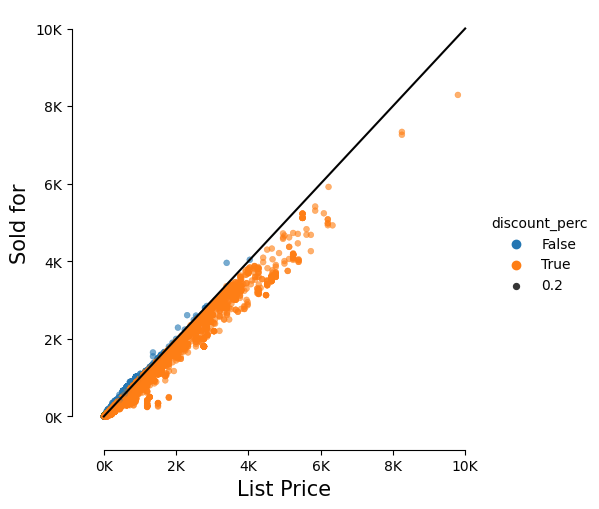 10K
8K
6K
4K
2K
0K
Sold for
0K 2K 4K 6K 8K 10K
List Price
discount_perc
False
True
0.2